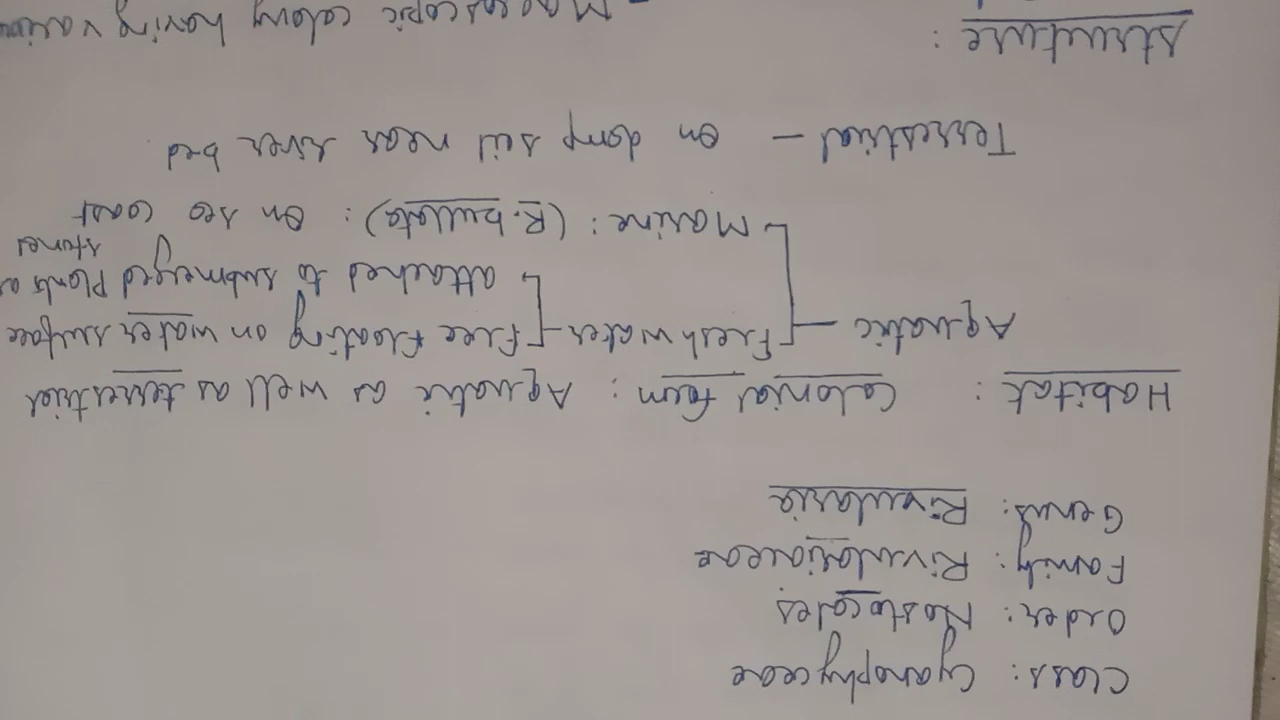 Class: Cyanophyceae
Order: Nostocales
Family: Rivulariaceae
Genus: Rivularia
Habitat: Colonial form: Aquatic as well as terrestrial
Aquatic - Fresh water - Free Floating on water surface
attached to submerged Plants
stones
Marine: (R. bullata): On sea coast
Terrestrial - on damp soil near river bed
Structure:
Macroscopic colony having